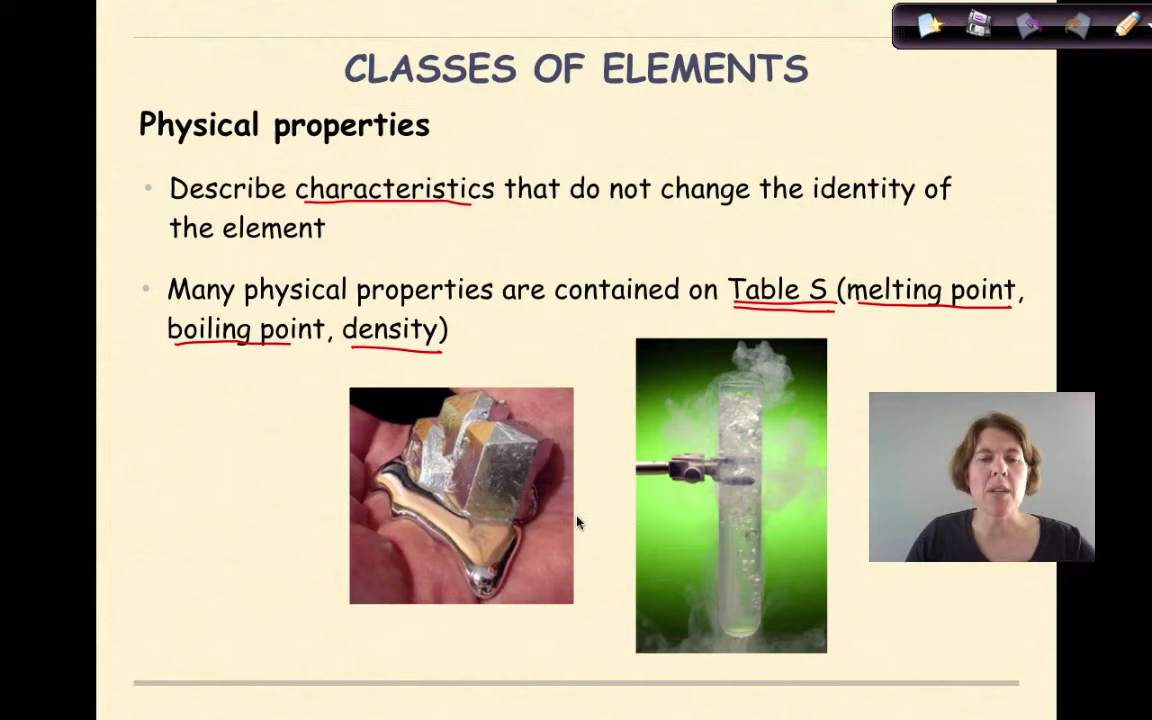 CLASSES OF ELEMENTS
Physical properties
• Describe characteristics that do not change the identity of
the element
• Many physical properties are contained on Table S (melting point,
boiling point, density)